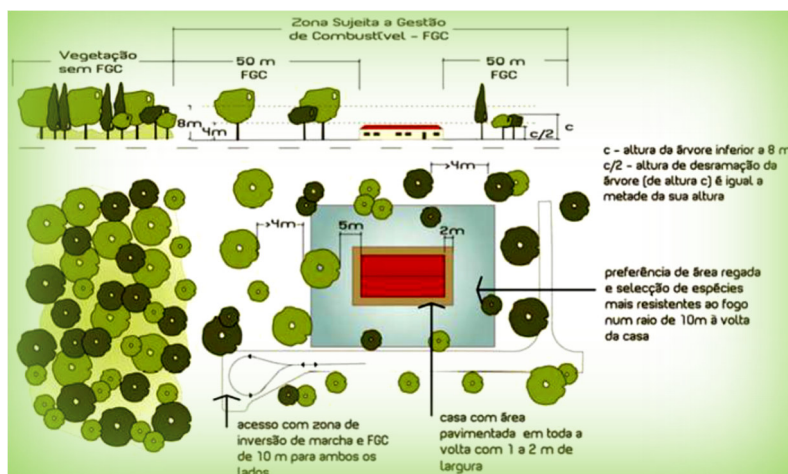 Zona Sujeita a Gestão
de Combustível - FGC
Vegetação
sem FGC
50 m
FGC
50 m
FGC
8m
4m
c/2
c
c - altura da árvore inferior a 8 m
c/2 - altura de desramação da
árvore (de altura c) é igual a
metade da sua altura
>4m
>4m
5m
2m
preferência de área regada
e selecção de espécies
mais resistentes ao fogo
num raio de 10m à volta
da casa
acesso com zona de
inversão de marcha e FGC
de 10 m para ambos os
lados
casa com área
pavimentada em toda a
volta com 1 a 2 m de
largura